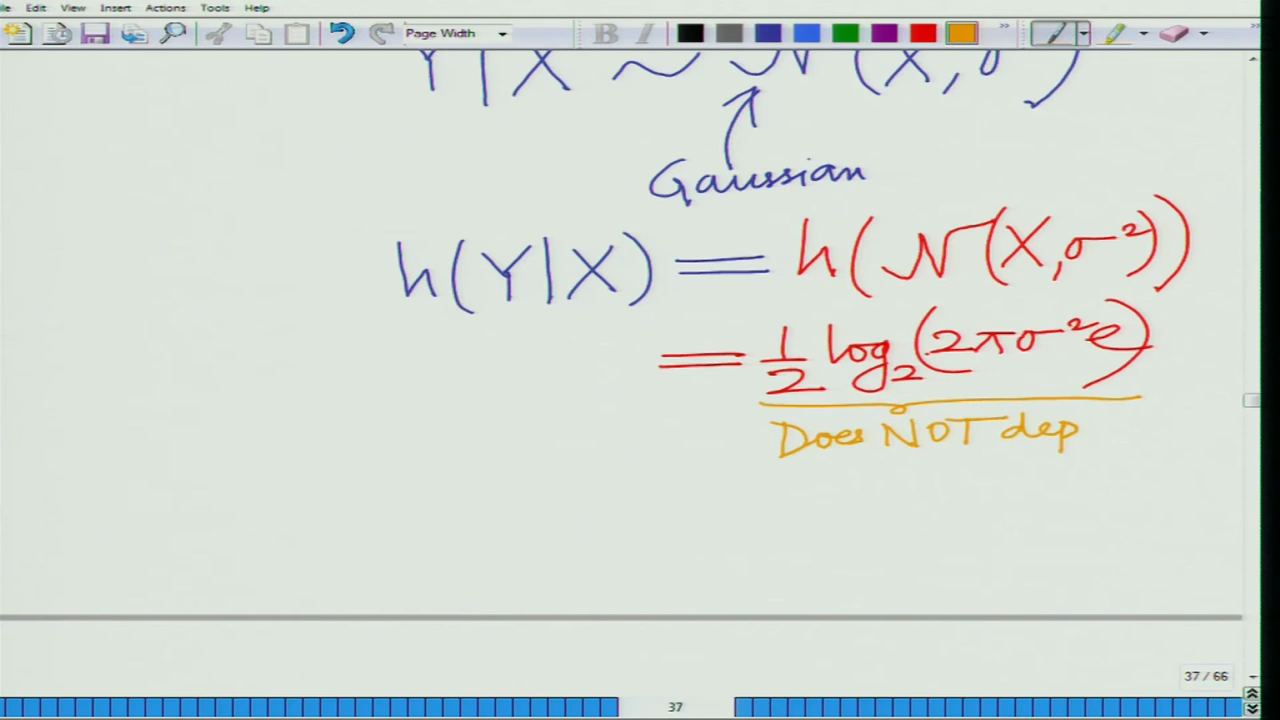 File Edit View Insert Actions Tools Help
Page Width B I
Y|X ~ N(X, σ )
Gaussian
h(Y|X) = h(N(X,σ²))
= 1/2 log₂(2πσ²e)
Does NOT dep
37 / 66
37